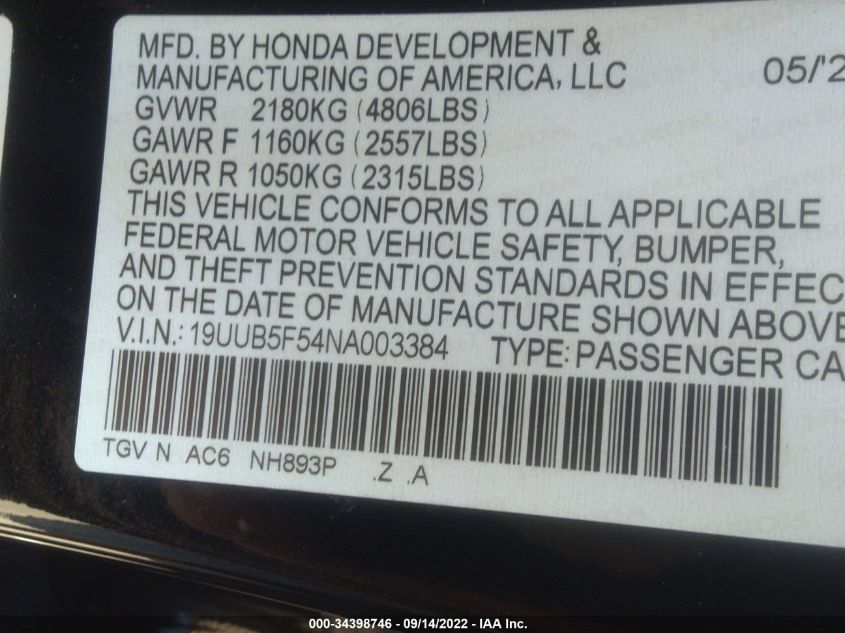 MFD. BY HONDA DEVELOPMENT &
MANUFACTURING OF AMERICA, LLC 05/'2
GVWR 2180KG (4806LBS)
GAWR F 1160KG (2557LBS)
GAWR R 1050KG (2315LBS)
THIS VEHICLE CONFORMS TO ALL APPLICABLE
FEDERAL MOTOR VEHICLE SAFETY, BUMPER,
AND THEFT PREVENTION STANDARDS IN EFFEC
ON THE DATE OF MANUFACTURE SHOWN ABOVE
V.I.N.: 19UUB5F54NA003384 TYPE: PASSENGER CA
TGV N AC6 NH893P .Z .A
000-34398746 - 09/14/2022 - IAA Inc.